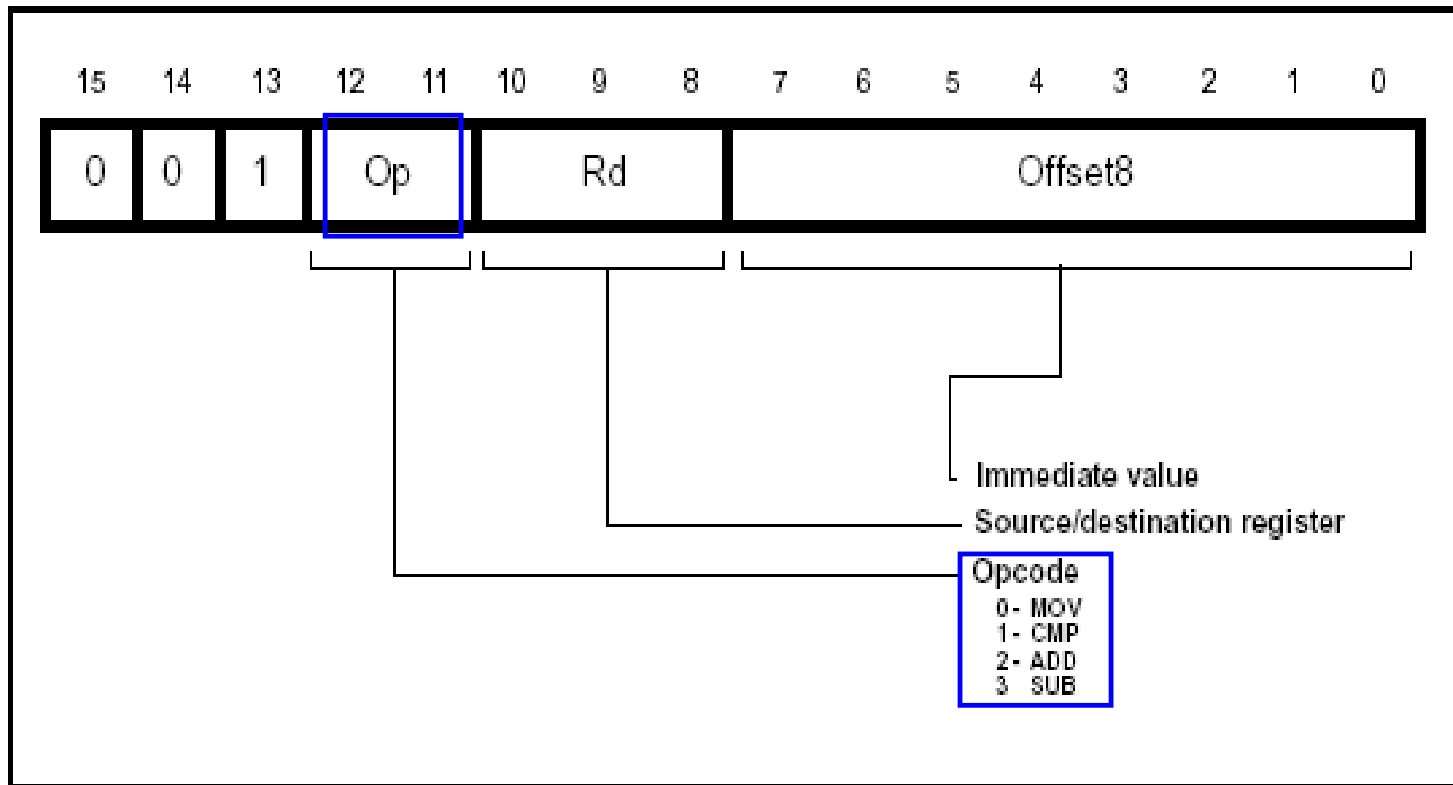 15 14 13 12 11 10 9 8 7 6 5 4 3 2 1 0
0 0 1 Op Rd Offset8
Immediate value
Source/destination register
Opcode
0- MOV
1- CMP
2- ADD
3 SUB